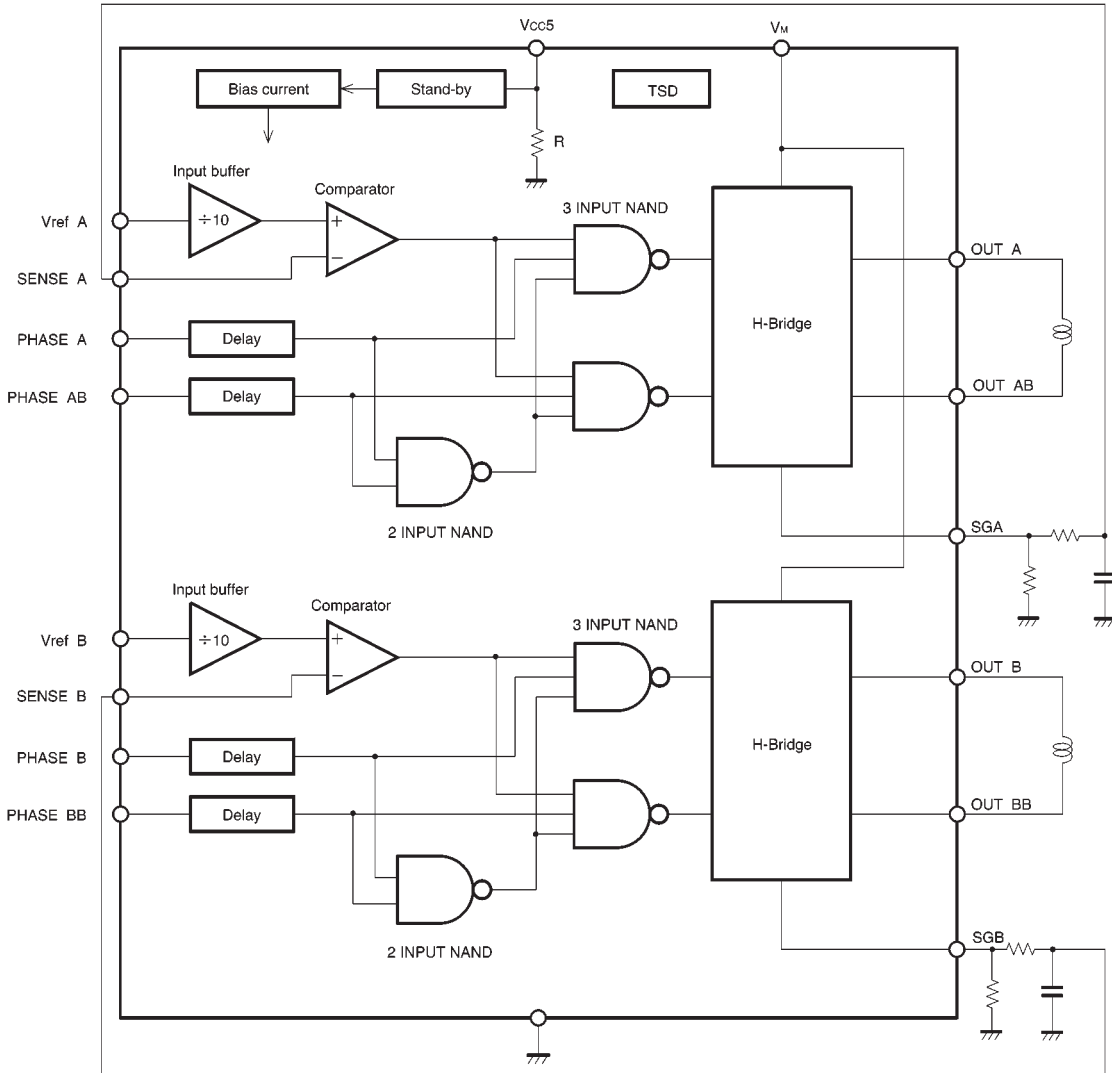 VCC5
VM
Bias current
Stand-by
TSD
R
Input buffer
÷10
Comparator
+
−
3 INPUT NAND
Vref A
SENSE A
PHASE A
Delay
PHASE AB
Delay
2 INPUT NAND
H-Bridge
OUT A
OUT AB
SGA
Input buffer
÷10
Comparator
+
−
3 INPUT NAND
Vref B
SENSE B
PHASE B
Delay
PHASE BB
Delay
2 INPUT NAND
H-Bridge
OUT B
OUT BB
SGB